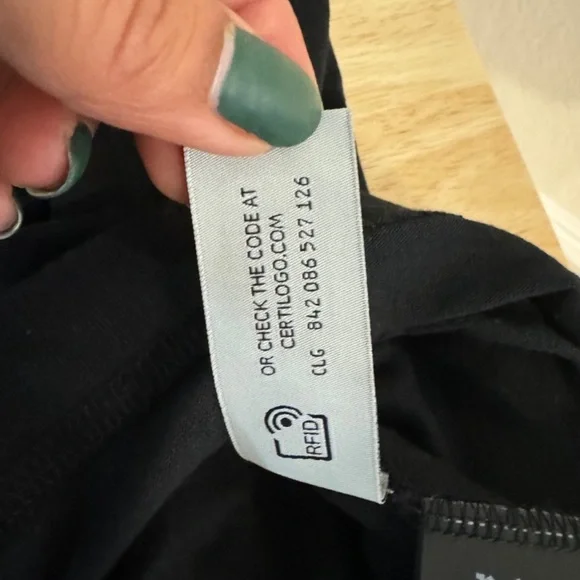 OR CHECK THE CODE AT
CERTILOGO.COM
CLG 842 086 527 126
RFID